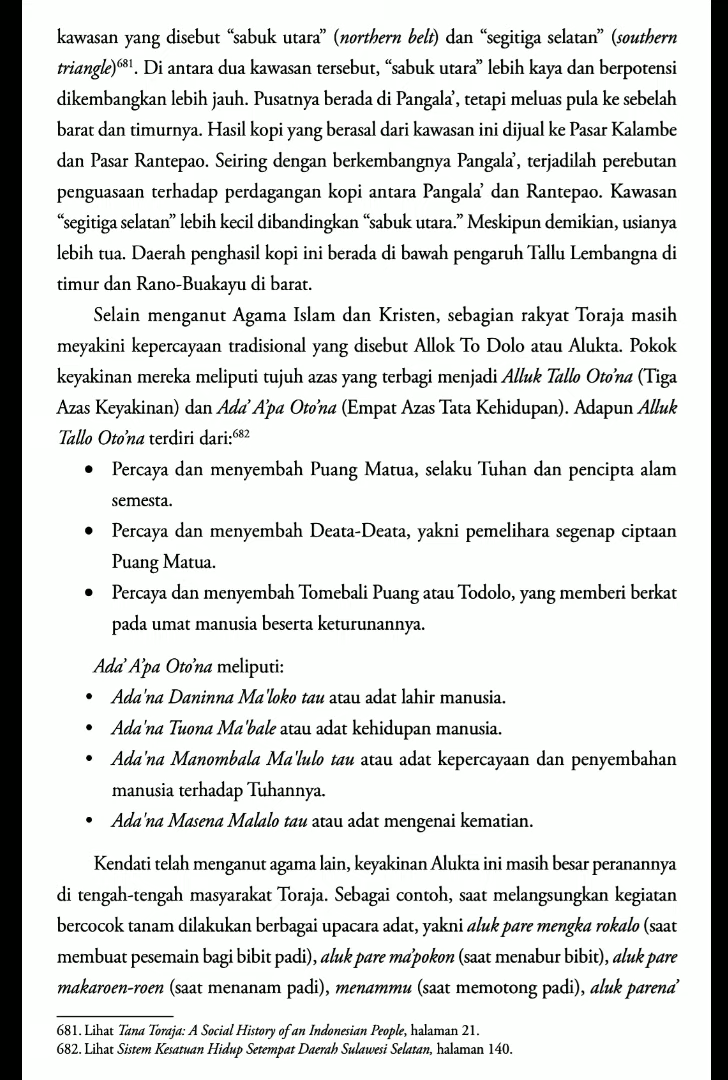 kawasan yang disebut “sabuk utara” (northern belt) dan “segitiga selatan” (southern
triangle)681. Di antara dua kawasan tersebut, “sabuk utara” lebih kaya dan berpotensi
dikembangkan lebih jauh. Pusatnya berada di Pangala’, tetapi meluas pula ke sebelah
barat dan timurnya. Hasil kopi yang berasal dari kawasan ini dijual ke Pasar Kalambe
dan Pasar Rantepao. Seiring dengan berkembangnya Pangala’, terjadilah perebutan
penguasaan terhadap perdagangan kopi antara Pangala’ dan Rantepao. Kawasan
“segitiga selatan” lebih kecil dibandingkan “sabuk utara.” Meskipun demikian, usianya
lebih tua. Daerah penghasil kopi ini berada di bawah pengaruh Tallu Lembangna di
timur dan Rano-Buakayu di barat.
Selain menganut Agama Islam dan Kristen, sebagian rakyat Toraja masih
meyakini kepercayaan tradisional yang disebut Allok To Dolo atau Alukta. Pokok
keyakinan mereka meliputi tujuh azas yang terbagi menjadi Alluk Tallo Oto’na (Tiga
Azas Keyakinan) dan Ada’ A’pa Oto’na (Empat Azas Tata Kehidupan). Adapun Alluk
Tallo Oto’na terdiri dari:682
• Percaya dan menyembah Puang Matua, selaku Tuhan dan pencipta alam
semesta.
• Percaya dan menyembah Deata-Deata, yakni pemelihara segenap ciptaan
Puang Matua.
• Percaya dan menyembah Tomebali Puang atau Todolo, yang memberi berkat
pada umat manusia beserta keturunannya.
Ada’ A’pa Oto’na meliputi:
• Ada'na Daninna Ma'loko tau atau adat lahir manusia.
• Ada'na Tuona Ma'bale atau adat kehidupan manusia.
• Ada'na Manombala Ma'lulo tau atau adat kepercayaan dan penyembahan
manusia terhadap Tuhannya.
• Ada'na Masena Malalo tau atau adat mengenai kematian.
Kendati telah menganut agama lain, keyakinan Alukta ini masih besar peranannya
di tengah-tengah masyarakat Toraja. Sebagai contoh, saat melangsungkan kegiatan
bercocok tanam dilakukan berbagai upacara adat, yakni aluk pare mengka rokalo (saat
membuat pesemain bagi bibit padi), aluk pare ma’pokon (saat menabur bibit), aluk pare
makaroen-roen (saat menanam padi), menammu (saat memotong padi), aluk parena’
681. Lihat Tana Toraja: A Social History of an Indonesian People, halaman 21.
682. Lihat Sistem Kesatuan Hidup Setempat Daerah Sulawesi Selatan, halaman 140.